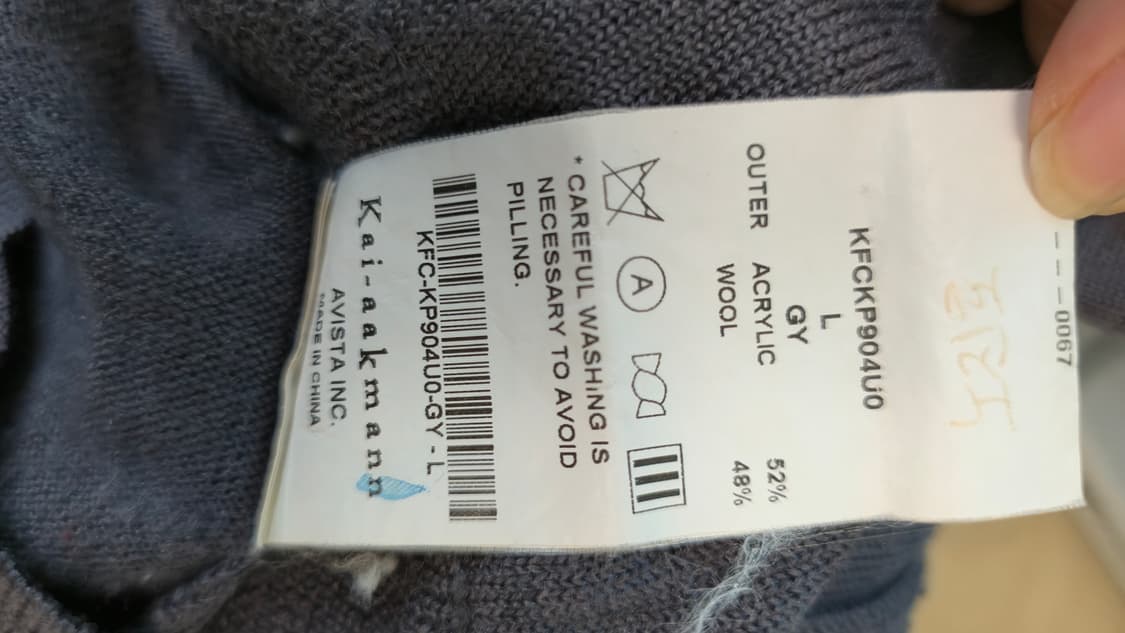 ---0067
KFCKP904U0
L
GY
OUTER ACRYLIC 52%
WOOL 48%
A
* CAREFUL WASHING IS
NECESSARY TO AVOID
PILLING.
KFC-KP904U0-GY-L
Kai-aakmann
AVISTA INC.
MADE IN CHINA